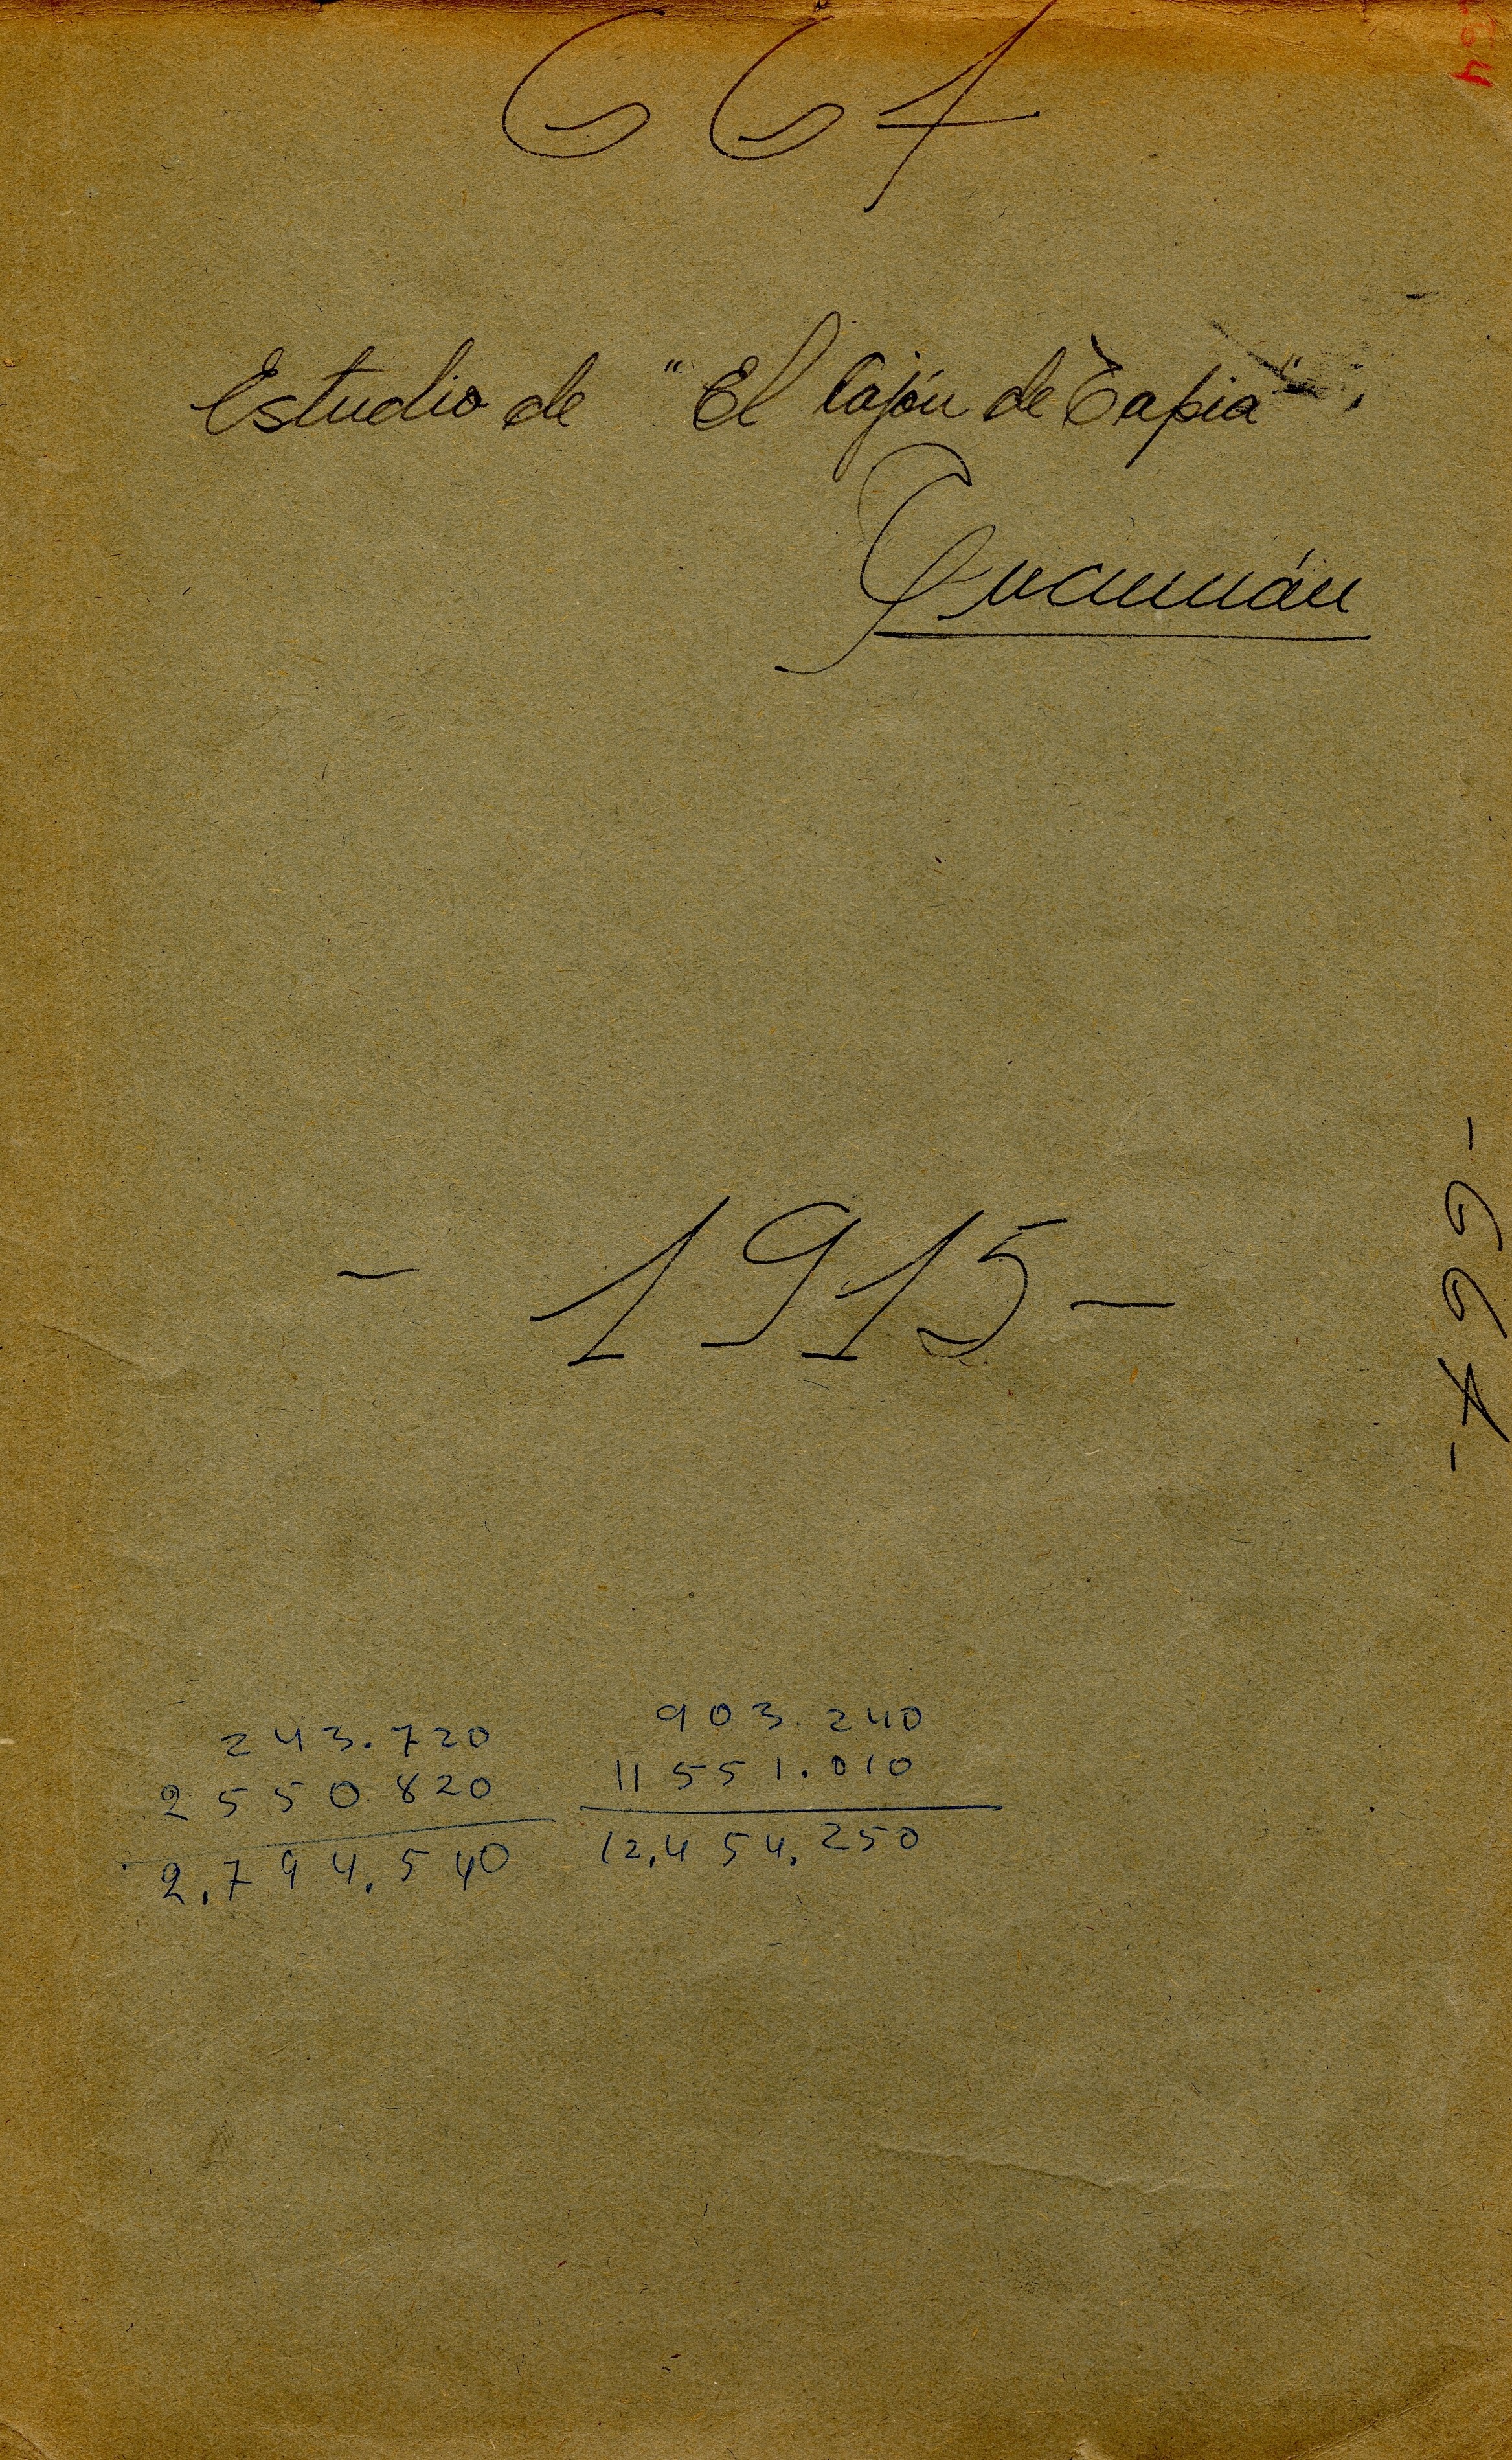 667
Estudio de "El Cajón de Tapia",
Tucumán
- 1915 -
- 667 -
243.720
2550820
2.794.540
903.240
11551.010
12.454.250